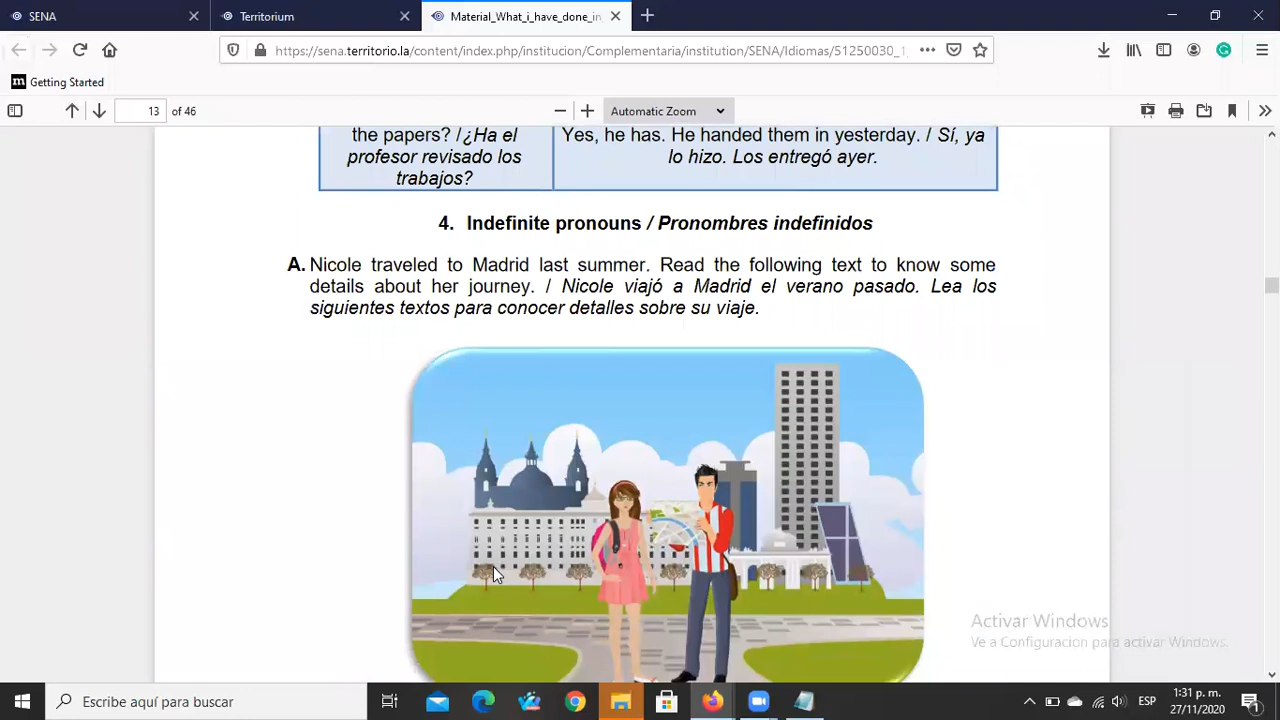 SENA
Territorium
Material_What_i_have_done_in_
https://sena.territorio.la/content/index.php/institucion/Complementaria/institution/SENA/Idiomas/51250030_1
Getting Started
13 of 46
Automatic Zoom
the papers? /¿Ha el
profesor revisado los
trabajos?
Yes, he has. He handed them in yesterday. / Sí, ya
lo hizo. Los entregó ayer.
4. Indefinite pronouns / Pronombres indefinidos
A. Nicole traveled to Madrid last summer. Read the following text to know some
details about her journey. / Nicole viajó a Madrid el verano pasado. Lea los
siguientes textos para conocer detalles sobre su viaje.
Activar Windows
Ve a Configuración para activar Windows.
Escribe aquí para buscar
ESP
1:31 p. m.
27/11/2020